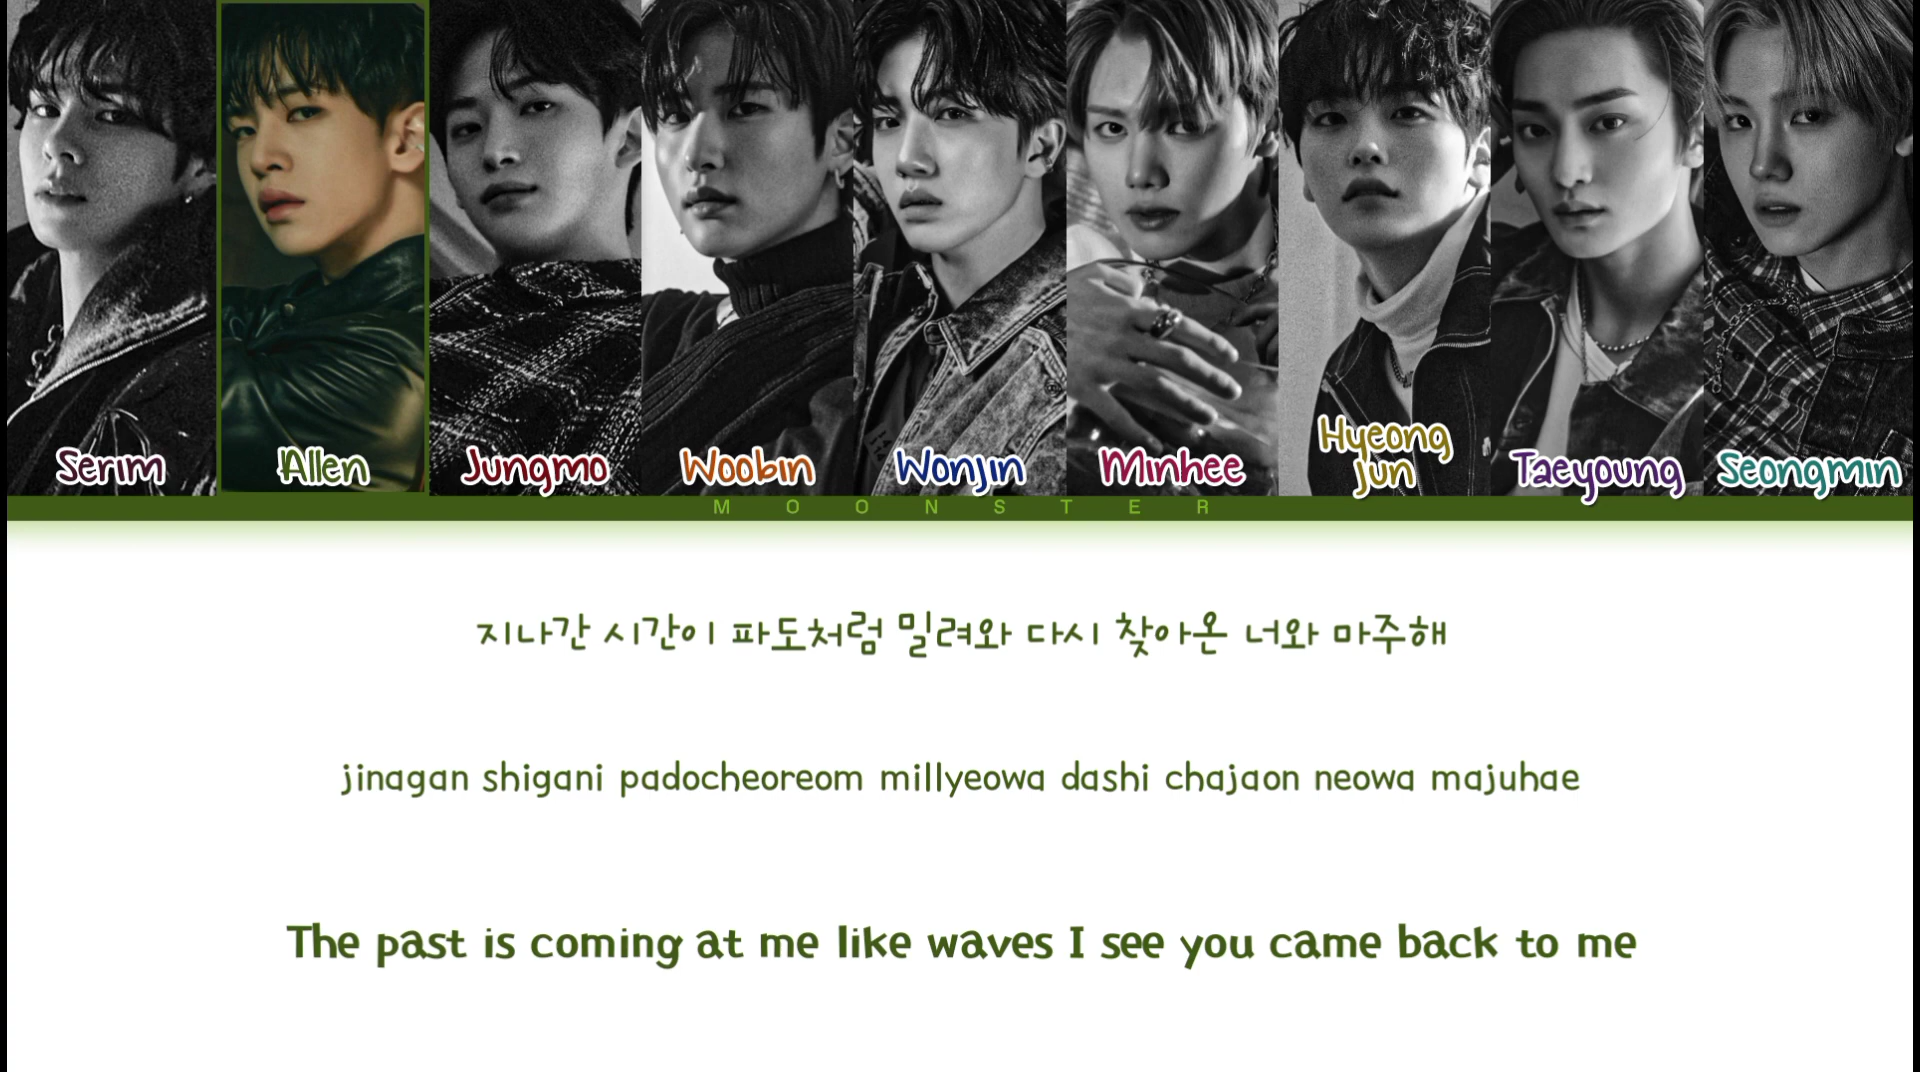 Serim Allen Jungmo Woobin Wonjin Minhee Hyeong Taeyoung Seongmin
jun
MOONSTER
지나간 시간이 파도처럼 밀려와 다시 찾아온 너와 마주해
jinagan shigani padocheoreom millyeowa dashi chajaon neowa majuhae
The past is coming at me like waves I see you came back to me